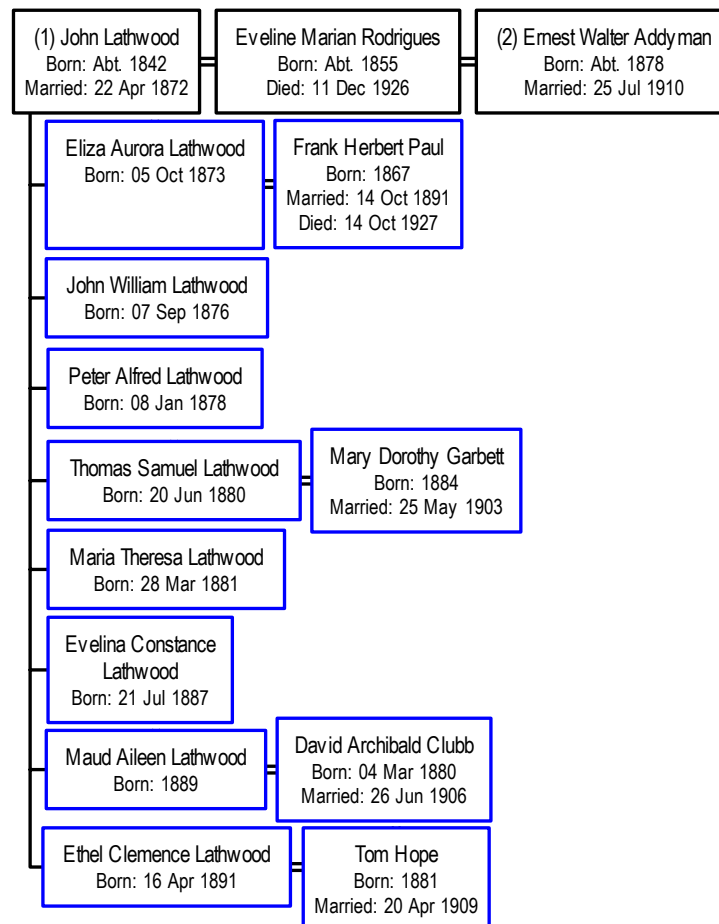 (1) John Lathwood
Born: Abt. 1842
Married: 22 Apr 1872
Eveline Marian Rodrigues
Born: Abt. 1855
Died: 11 Dec 1926
(2) Ernest Walter Addyman
Born: Abt. 1878
Married: 25 Jul 1910
Eliza Aurora Lathwood
Born: 05 Oct 1873
Frank Herbert Paul
Born: 1867
Married: 14 Oct 1891
Died: 14 Oct 1927
John William Lathwood
Born: 07 Sep 1876
Peter Alfred Lathwood
Born: 08 Jan 1878
Thomas Samuel Lathwood
Born: 20 Jun 1880
Mary Dorothy Garbett
Born: 1884
Married: 25 May 1903
Maria Theresa Lathwood
Born: 28 Mar 1881
Evelina Constance
Lathwood
Born: 21 Jul 1887
Maud Aileen Lathwood
Born: 1889
David Archibald Clubb
Born: 04 Mar 1880
Married: 26 Jun 1906
Ethel Clemence Lathwood
Born: 16 Apr 1891
Tom Hope
Born: 1881
Married: 20 Apr 1909